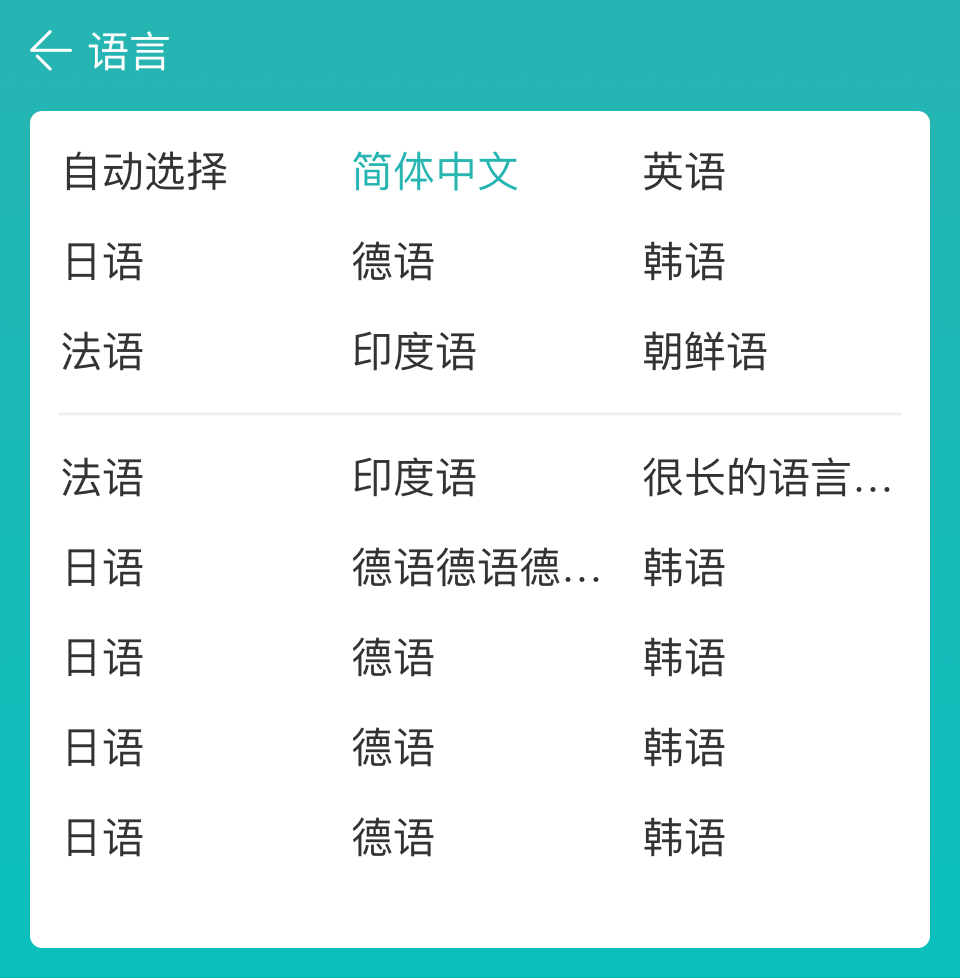 语言
自动选择 简体中文 英语
日语 德语 韩语
法语 印度语 朝鲜语
法语 印度语 很长的语言...
日语 德语德语德... 韩语
日语 德语 韩语
日语 德语 韩语
日语 德语 韩语